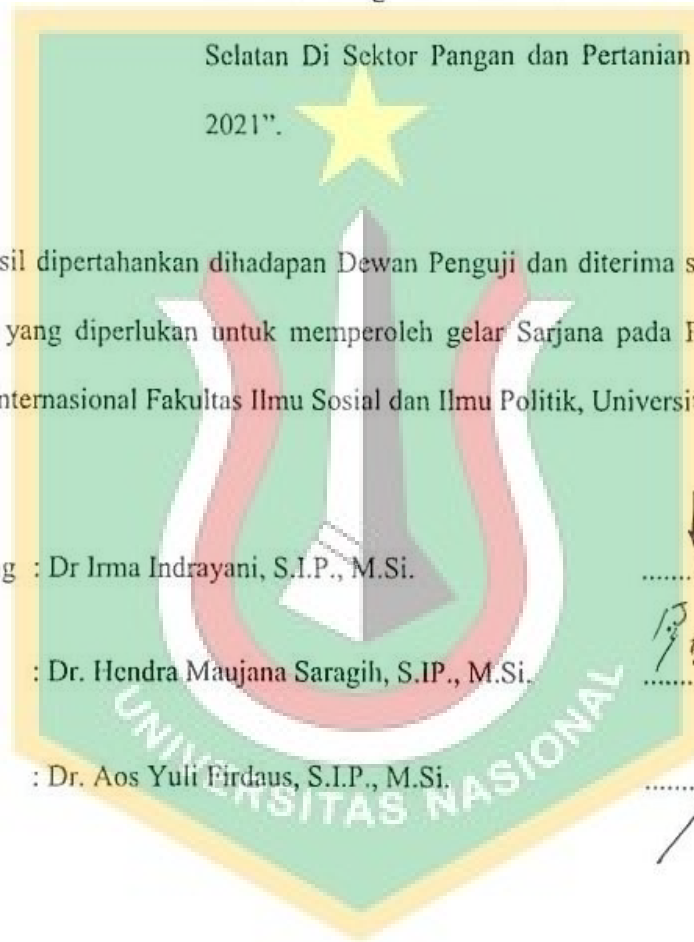 Selatan Di Sektor Pangan dan Pertanian
2021”.
sil dipertahankan dihadapan Dewan Penguji dan diterima s
yang diperlukan untuk memperoleh gelar Sarjana pada
nternasional Fakultas Ilmu Sosial dan Ilmu Politik, Universit
g : Dr Irma Indrayani, S.I.P., M.Si. ..........
: Dr. Hendra Maujana Saragih, S.IP., M.Si. ..........
: Dr. Aos Yuli Firdaus, S.I.P., M.Si. ..........
UNIVERSITAS NASIONAL